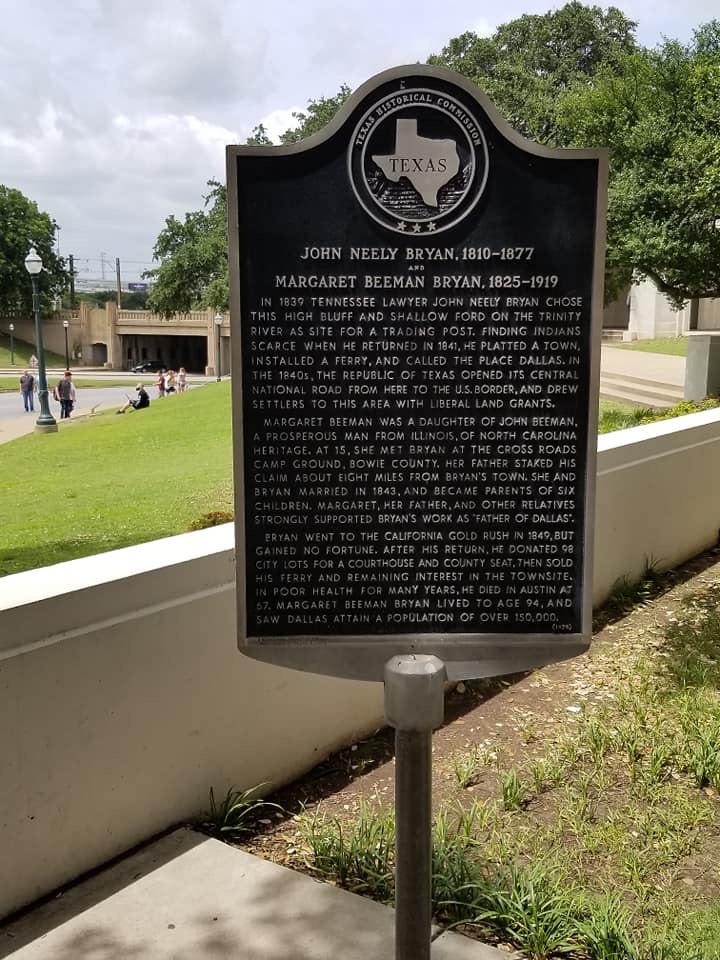 TEXAS HISTORICAL COMMISSION
TEXAS
JOHN NEELY BRYAN, 1810-1877
AND
MARGARET BEEMAN BRYAN, 1825-1919
IN 1839 TENNESSEE LAWYER JOHN NEELY BRYAN CHOSE
THIS HIGH BLUFF AND SHALLOW FORD ON THE TRINITY
RIVER AS SITE FOR A TRADING POST. FINDING INDIANS
SCARCE WHEN HE RETURNED IN 1841, HE PLATTED A TOWN,
INSTALLED A FERRY, AND CALLED THE PLACE DALLAS. IN
THE 1840s, THE REPUBLIC OF TEXAS OPENED ITS CENTRAL
NATIONAL ROAD FROM HERE TO THE U.S. BORDER, AND DREW
SETTLERS TO THIS AREA WITH LIBERAL LAND GRANTS.
MARGARET BEEMAN WAS A DAUGHTER OF JOHN BEEMAN,
A PROSPEROUS MAN FROM ILLINOIS, OF NORTH CAROLINA
HERITAGE. AT 15, SHE MET BRYAN AT THE CROSS ROADS
CAMP GROUND, BOWIE COUNTY. HER FATHER STAKED HIS
CLAIM ABOUT EIGHT MILES FROM BRYAN'S TOWN. SHE AND
BRYAN MARRIED IN 1843, AND BECAME PARENTS OF SIX
CHILDREN. MARGARET, HER FATHER, AND OTHER RELATIVES
STRONGLY SUPPORTED BRYAN'S WORK AS "FATHER OF DALLAS".
BRYAN WENT TO THE CALIFORNIA GOLD RUSH IN 1849, BUT
GAINED NO FORTUNE. AFTER HIS RETURN, HE DONATED 98
CITY LOTS FOR A COURTHOUSE AND COUNTY SEAT, THEN SOLD
HIS FERRY AND REMAINING INTEREST IN THE TOWNSITE.
IN POOR HEALTH FOR MANY YEARS, HE DIED IN AUSTIN AT
67. MARGARET BEEMAN BRYAN LIVED TO AGE 94, AND
SAW DALLAS ATTAIN A POPULATION OF OVER 150,000.